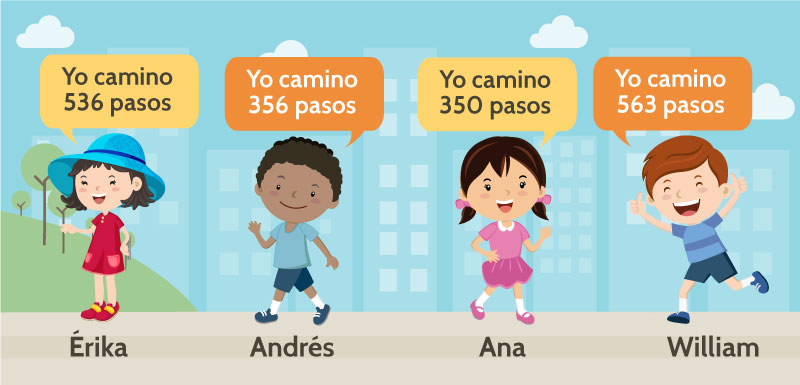 Yo camino
536 pasos
Yo camino
356 pasos
Yo camino
350 pasos
Yo camino
563 pasos
Érika
Andrés
Ana
William